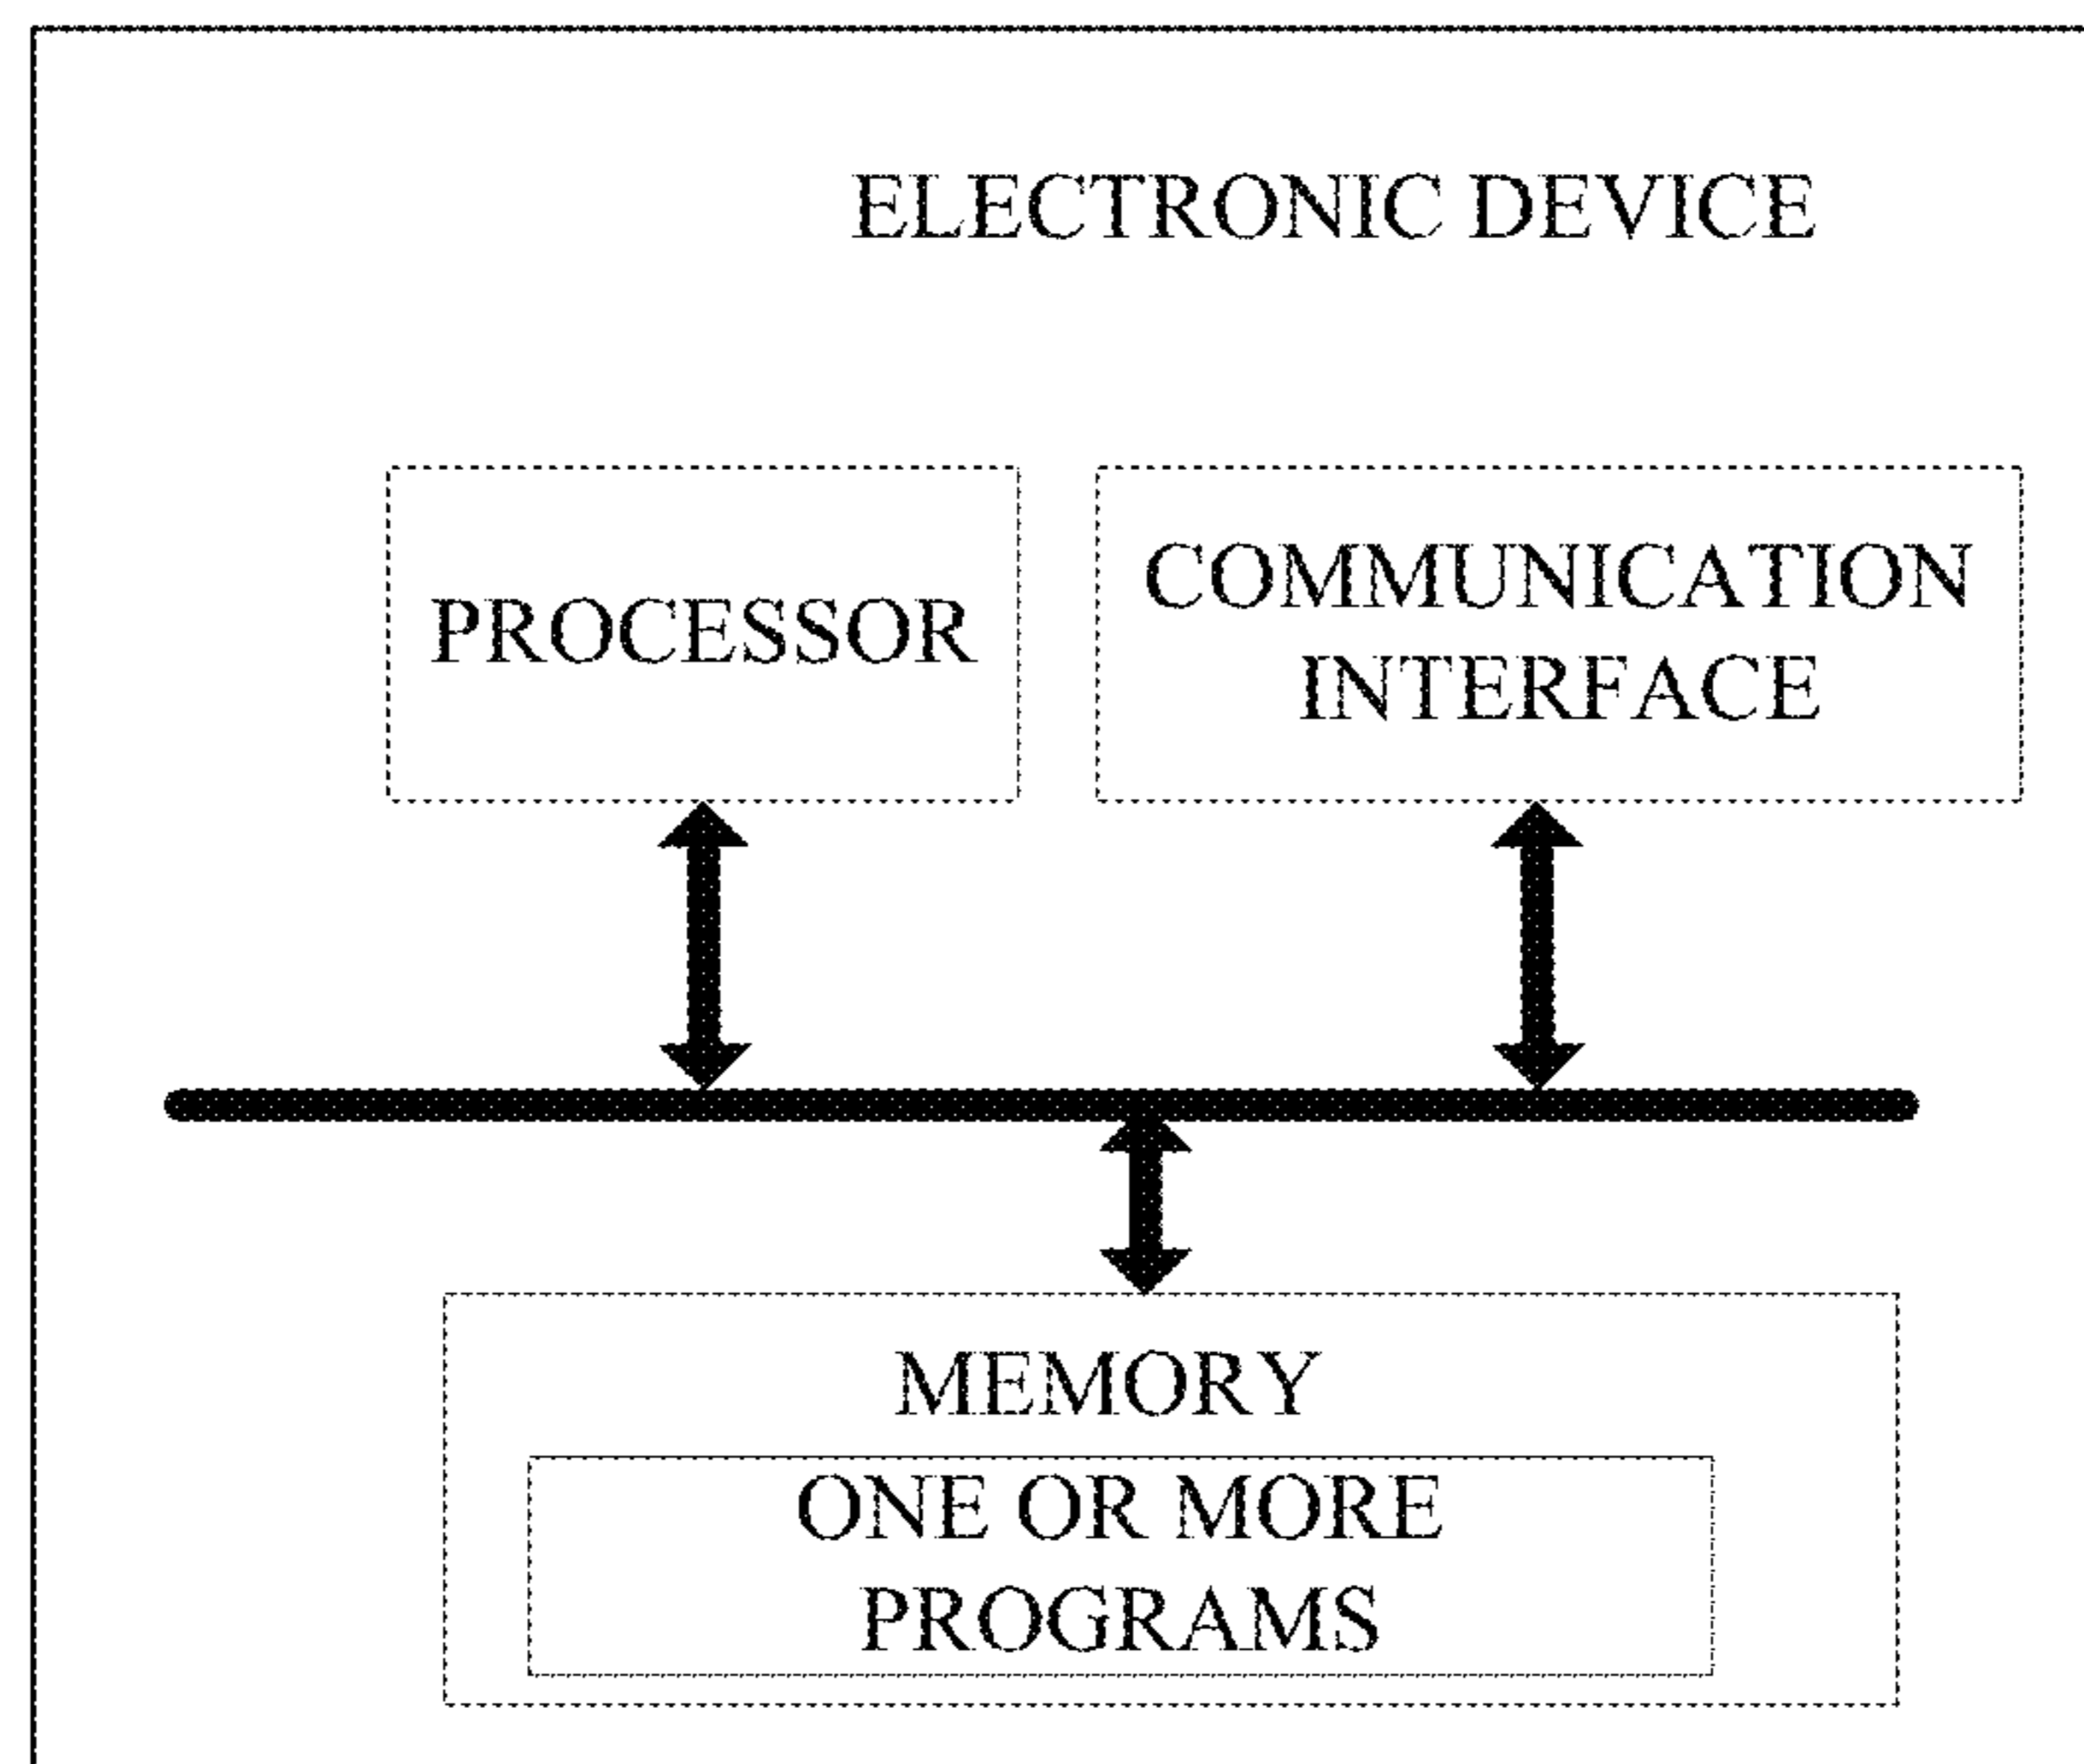 ELECTRONIC DEVICE
PROCESSOR
COMMUNICATION
INTERFACE
MEMORY
ONE OR MORE
PROGRAMS